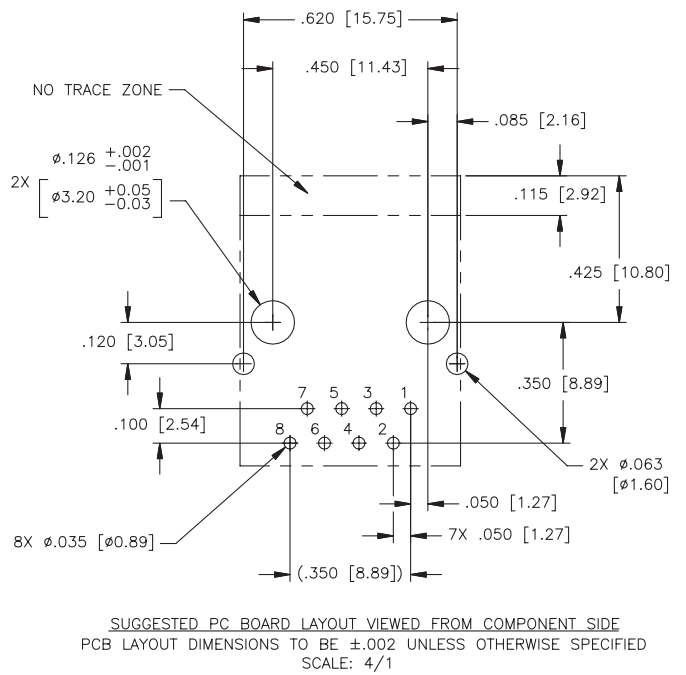 .620 [15.75]
.450 [11.43]
NO TRACE ZONE
.085 [2.16]
ø.126 +.002 -.001
2X [ø3.20 +0.05 -0.03]
.115 [2.92]
.425 [10.80]
.120 [3.05]
.350 [8.89]
7 5 3 1
.100 [2.54]
8 6 4 2
2X ø.063
[ø1.60]
.050 [1.27]
8X ø.035 [ø0.89]
7X .050 [1.27]
(.350 [8.89])
SUGGESTED PC BOARD LAYOUT VIEWED FROM COMPONENT SIDE
PCB LAYOUT DIMENSIONS TO BE ±.002 UNLESS OTHERWISE SPECIFIED
SCALE: 4/1